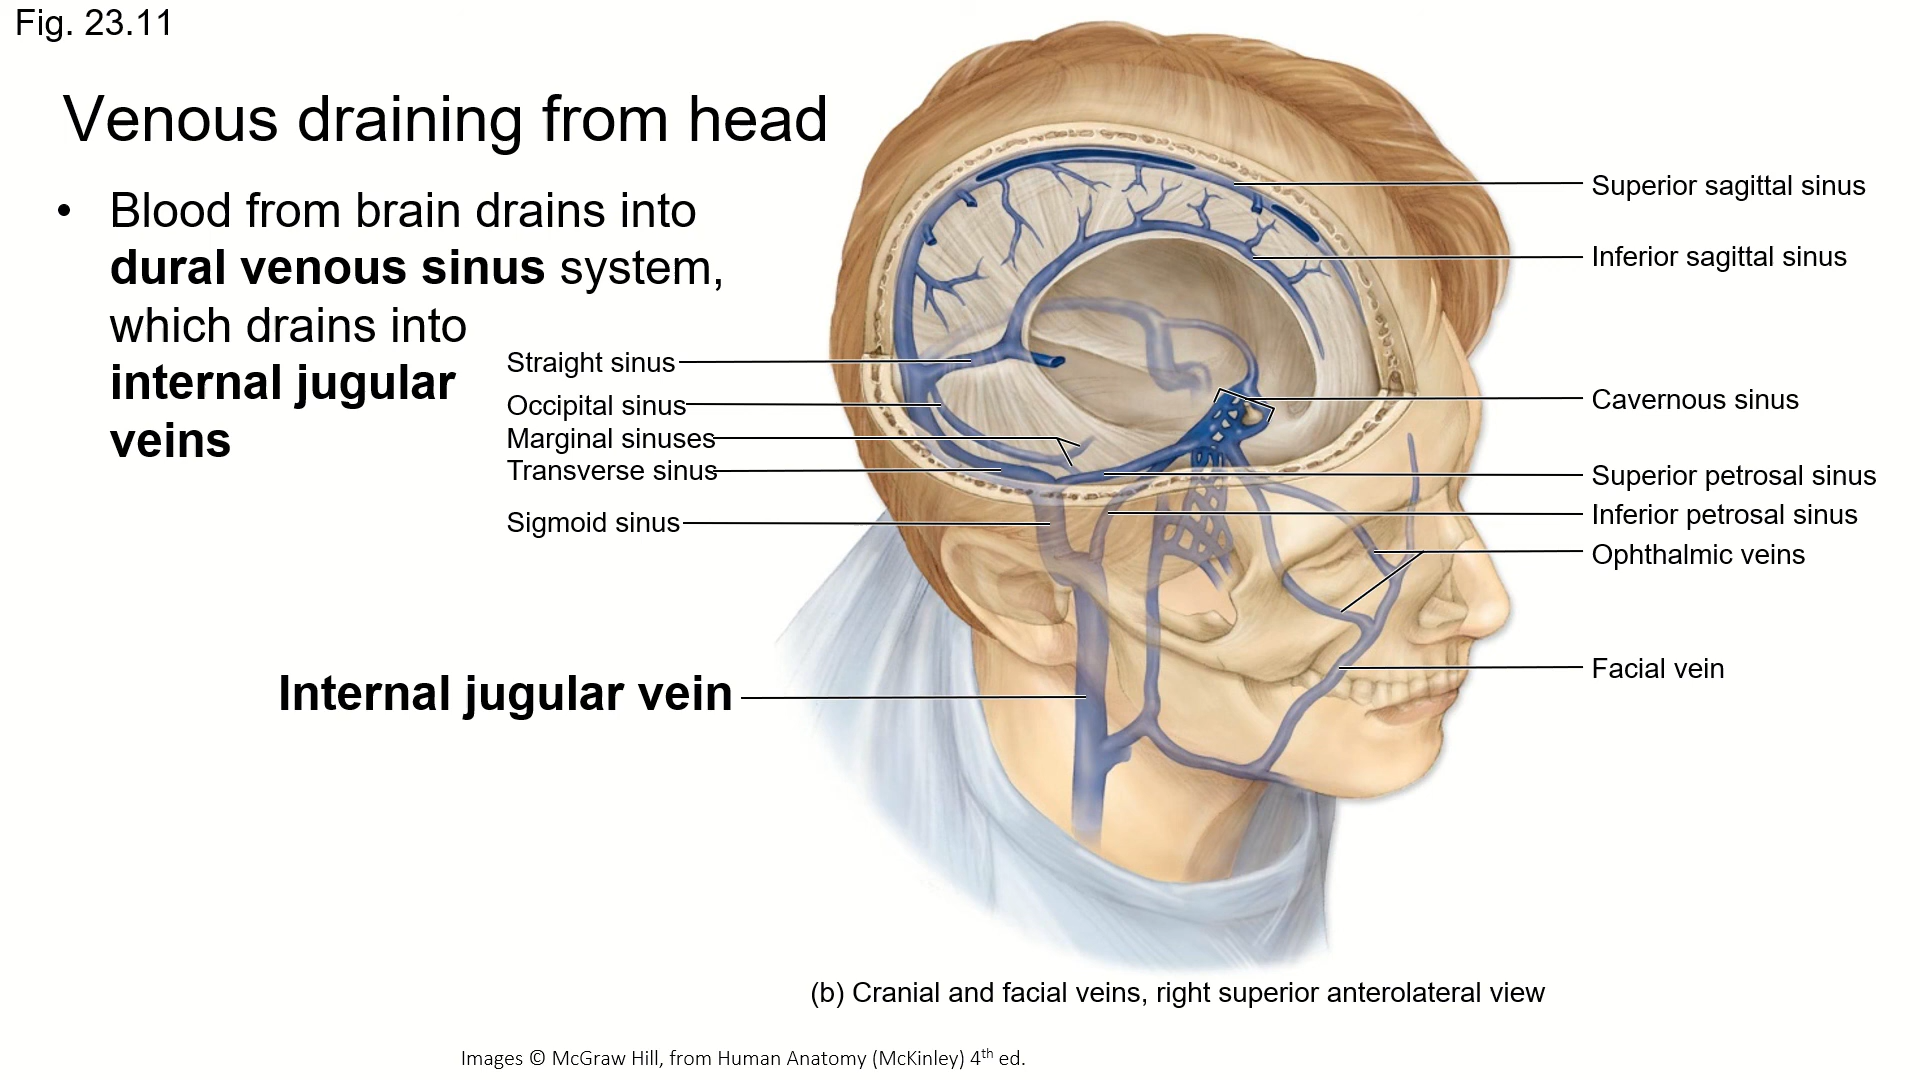 Fig. 23.11
Venous draining from head
• Blood from brain drains into
dural venous sinus system,
which drains into
internal jugular
veins
Straight sinus
Occipital sinus
Marginal sinuses
Transverse sinus
Sigmoid sinus
Internal jugular vein
Superior sagittal sinus
Inferior sagittal sinus
Cavernous sinus
Superior petrosal sinus
Inferior petrosal sinus
Ophthalmic veins
Facial vein
(b) Cranial and facial veins, right superior anterolateral view
Images © McGraw Hill, from Human Anatomy (McKinley) 4th ed.